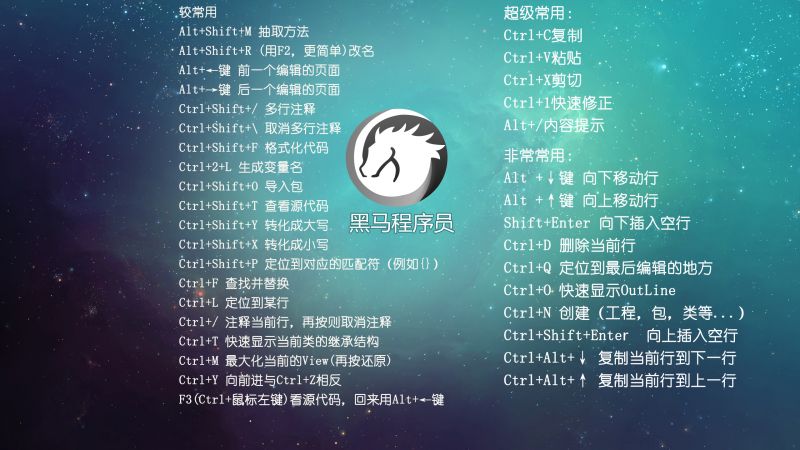 较常用
Alt+Shift+M 抽取方法
Alt+Shift+R (用F2，更简单)改名
Alt+←键 前一个编辑的页面
Alt+→键 后一个编辑的页面
Ctrl+Shift+/ 多行注释
Ctrl+Shift+\ 取消多行注释
Ctrl+Shift+F 格式化代码
Ctrl+2+L 生成变量名
Ctrl+Shift+O 导入包
Ctrl+Shift+T 查看源代码
Ctrl+Shift+Y 转化成大写
Ctrl+Shift+X 转化成小写
Ctrl+Shift+P 定位到对应的匹配符（例如{}）
Ctrl+F 查找并替换
Ctrl+L 定位到某行
Ctrl+/ 注释当前行，再按则取消注释
Ctrl+T 快速显示当前类的继承结构
Ctrl+M 最大化当前的View(再按还原)
Ctrl+Y 向前进与Ctrl+Z相反
F3(Ctrl+鼠标左键)看源代码，回来用Alt+←键
黑马程序员
超级常用：
Ctrl+C复制
Ctrl+V粘贴
Ctrl+X剪切
Ctrl+1快速修正
Alt+/内容提示
非常常用：
Alt +↓键 向下移动行
Alt +↑键 向上移动行
Shift+Enter 向下插入空行
Ctrl+D 删除当前行
Ctrl+Q 定位到最后编辑的地方
Ctrl+O 快速显示OutLine
Ctrl+N 创建（工程，包，类等...）
Ctrl+Shift+Enter 向上插入空行
Ctrl+Alt+↓ 复制当前行到下一行
Ctrl+Alt+↑ 复制当前行到上一行